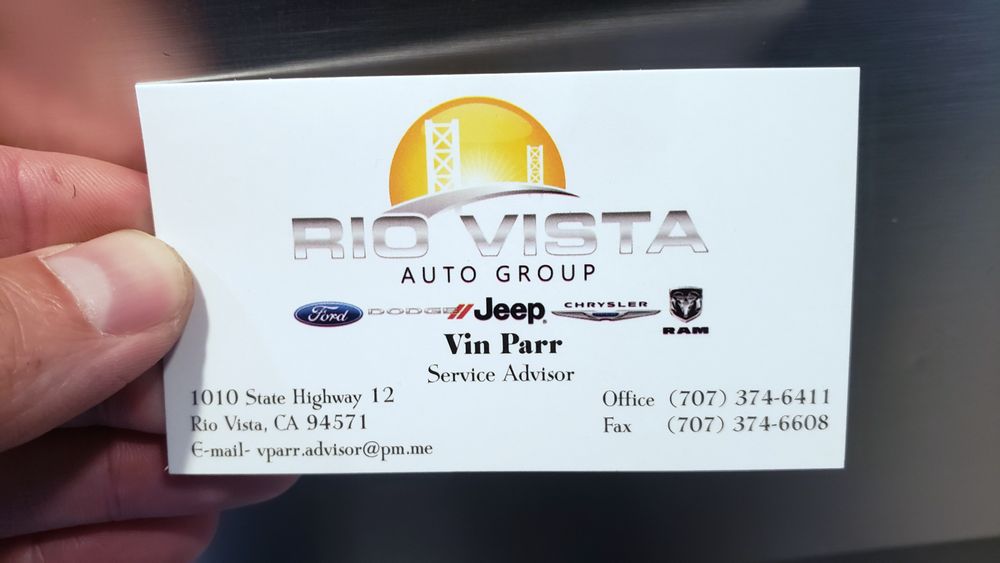 RIO VISTA
AUTO GROUP
Ford DODGE Jeep CHRYSLER RAM
Vin Parr
Service Advisor
1010 State Highway 12 Office (707) 374-6411
Rio Vista, CA 94571 Fax (707) 374-6608
E-mail- vparr.advisor@pm.me